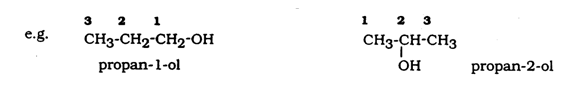 3 2 1
1 2 3
e.g. CH3-CH2-CH2-OH
CH3-CH-CH3
OH
propan-1-ol
propan-2-ol